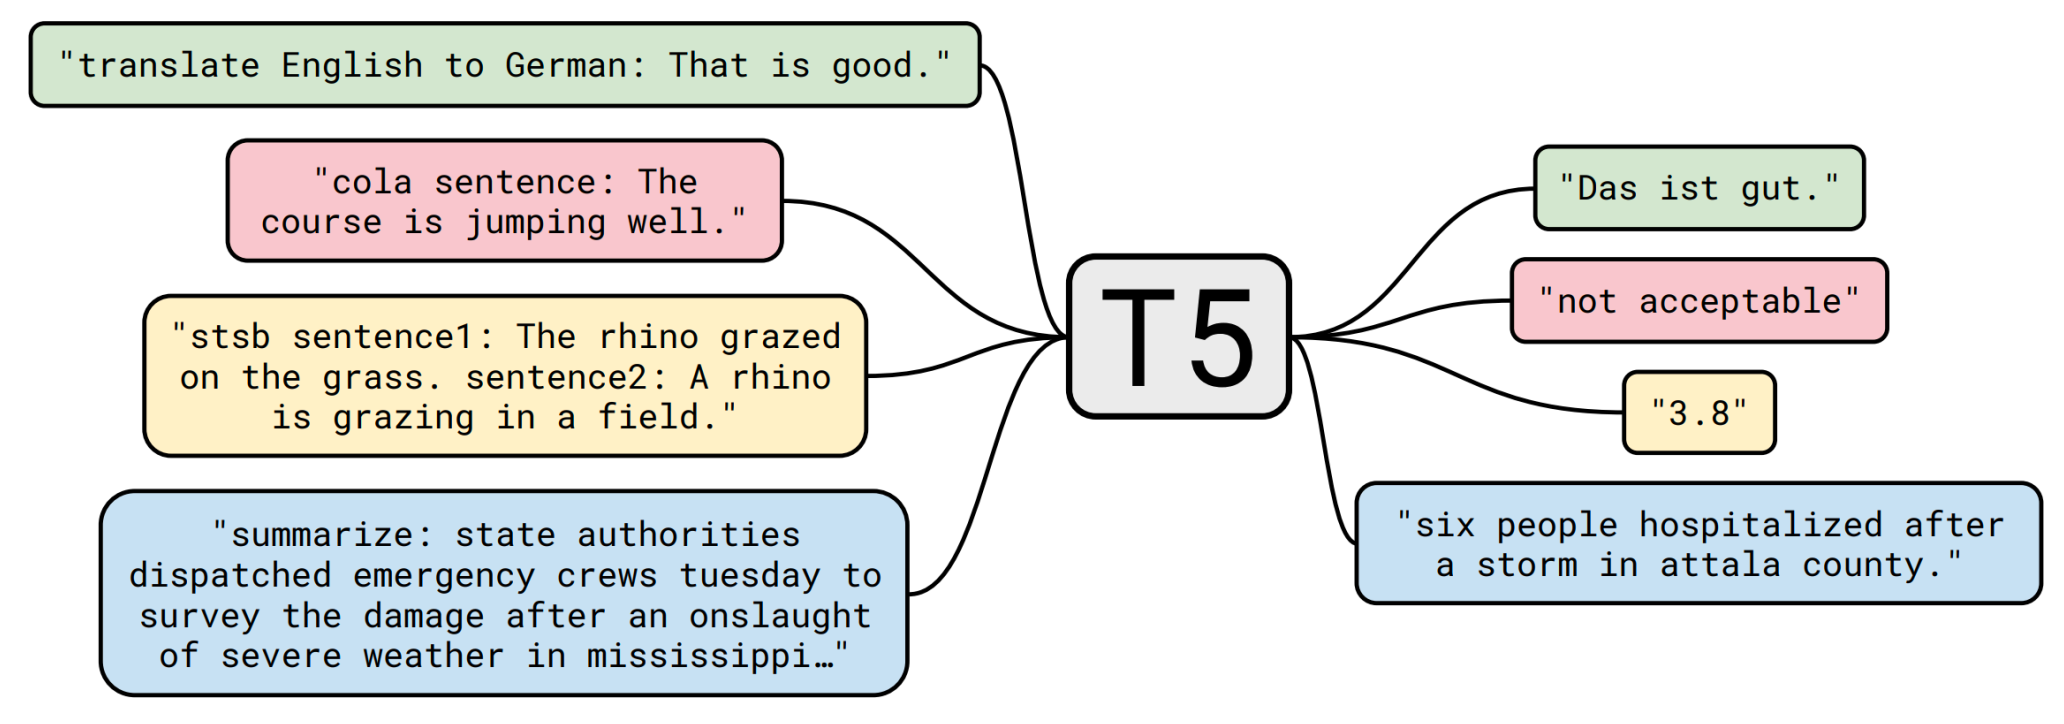 "translate English to German: That is good."
"cola sentence: The
course is jumping well."
"stsb sentence1: The rhino grazed
on the grass. sentence2: A rhino
is grazing in a field."
"summarize: state authorities
dispatched emergency crews tuesday to
survey the damage after an onslaught
of severe weather in mississippi…"
T5
"Das ist gut."
"not acceptable"
"3.8"
"six people hospitalized after
a storm in attala county."